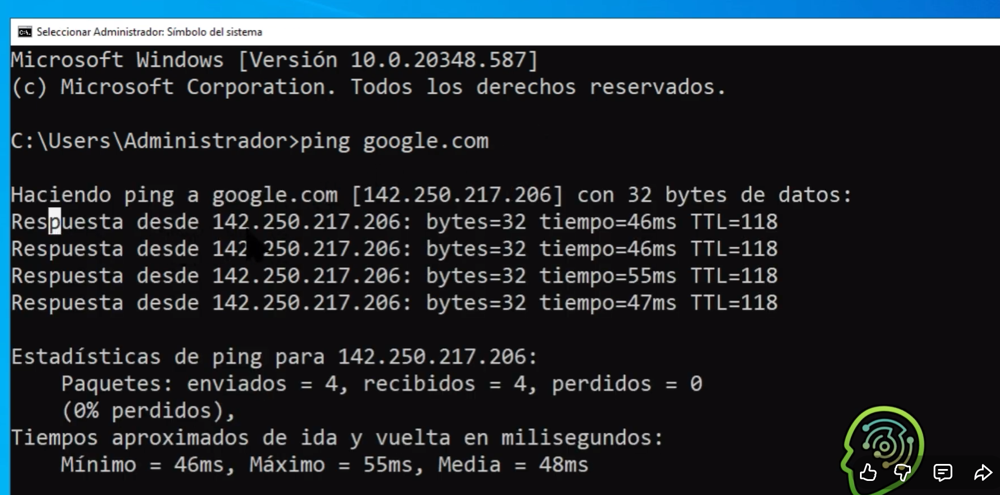 Seleccionar Administrador: Símbolo del sistema
Microsoft Windows [Versión 10.0.20348.587]
(c) Microsoft Corporation. Todos los derechos reservados.
C:\Users\Administrador>ping google.com
Haciendo ping a google.com [142.250.217.206] con 32 bytes de datos:
Respuesta desde 142.250.217.206: bytes=32 tiempo=46ms TTL=118
Respuesta desde 142.250.217.206: bytes=32 tiempo=46ms TTL=118
Respuesta desde 142.250.217.206: bytes=32 tiempo=55ms TTL=118
Respuesta desde 142.250.217.206: bytes=32 tiempo=47ms TTL=118
Estadísticas de ping para 142.250.217.206:
Paquetes: enviados = 4, recibidos = 4, perdidos = 0
(0% perdidos),
Tiempos aproximados de ida y vuelta en milisegundos:
Mínimo = 46ms, Máximo = 55ms, Media = 48ms